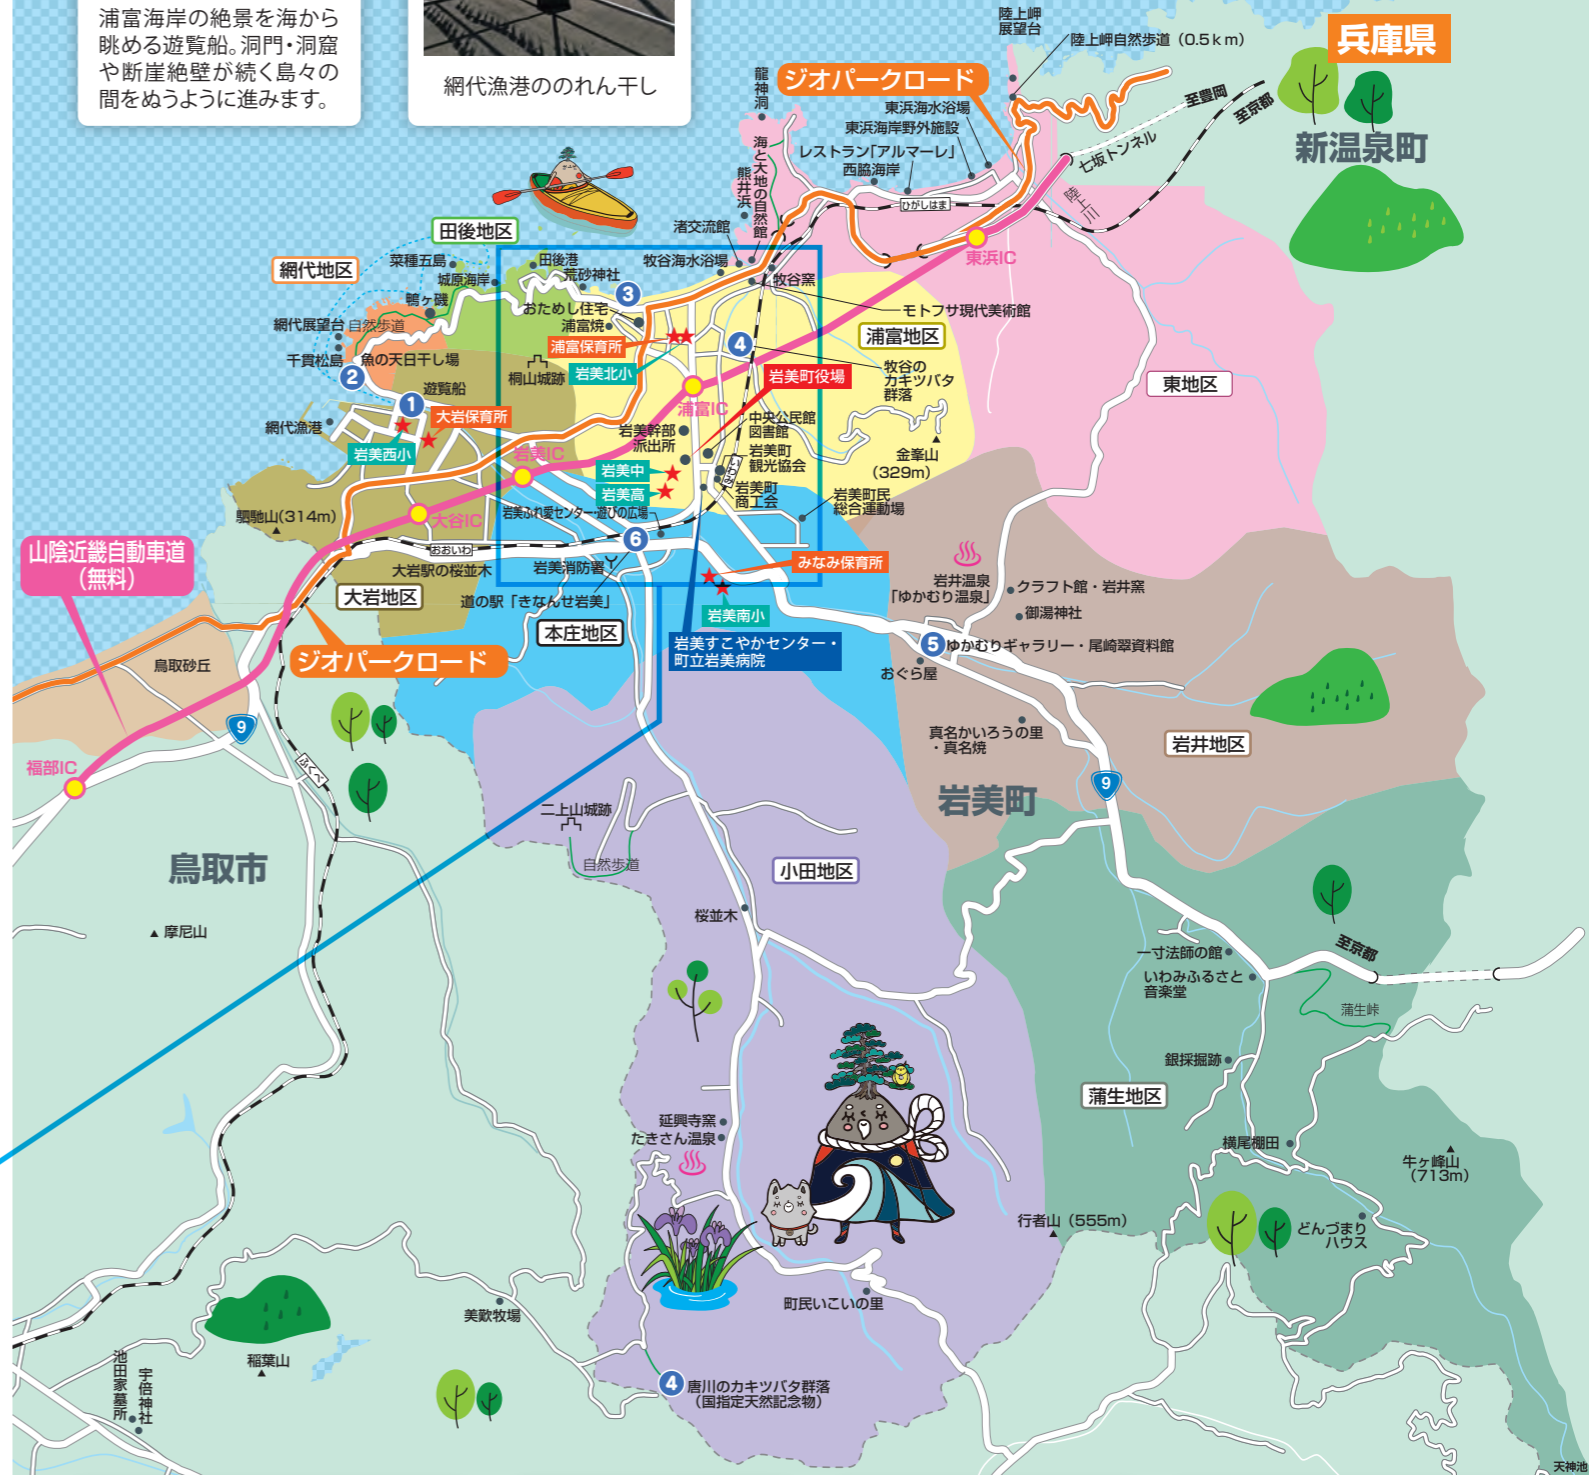 浦富海岸の絶景を海から
眺める遊覧船。洞門・洞窟
や断崖絶壁が続く島々の
間をぬうように進みます。
網代漁港ののれん干し
陸上岬
展望台
陸上岬自然歩道（0.5km）
兵庫県
龍神洞
ジオパークロード
東浜海水浴場
東浜海岸野外施設
レストラン「アルマーレ」
西脇海岸
至豊岡
至京都
七坂トンネル
新温泉町
海と大地の自然館
熊井浜
陸上川
ひがしはま
渚交流館
東浜IC
田後地区
網代地区
菜種五島
城原海岸
田後港
荒砂神社
牧谷海水浴場
牧谷窯
鴨ヶ磯
3
おためし住宅
浦富焼
モトフサ現代美術館
網代展望台
自然歩道
浦富保育所
4
浦富地区
千貫松島
魚の天日干し場
桐山城跡
岩美北小
岩美町役場
牧谷の
カキツバタ
群落
東地区
2
遊覧船
1
大岩保育所
浦富IC
網代漁港
岩美幹部
派出所
中央公民館
図書館
岩美西小
岩美IC
岩美中
いわみ
岩美町
観光協会
金峯山
（329m）
岩美高
岩美町
商工会
岩美町民
総合運動場
駟馳山(314m)
大谷IC
岩美ふれ愛センター・遊びの広場
6
山陰近畿自動車道
（無料）
おおいわ
大岩駅の桜並木
岩美消防署
みなみ保育所
岩井温泉
「ゆかむり温泉」
クラフト館・岩井窯
大岩地区
道の駅「きなんせ岩美」
岩美南小
御湯神社
本庄地区
岩美すこやかセンター・
町立岩美病院
5
ゆかむりギャラリー・尾崎翠資料館
ジオパークロード
鳥取砂丘
おぐら屋
9
真名かいろうの里
・真名焼
岩井地区
福部IC
ふくべ
9
岩美町
二上山城跡
自然歩道
小田地区
鳥取市
桜並木
摩尼山
至京都
一寸法師の館
いわみふるさと
音楽堂
蒲生峠
銀採掘跡
蒲生地区
延興寺窯
たきさん温泉
横尾棚田
牛ヶ峰山
（713m）
行者山（555m）
どんづまり
ハウス
町民いこいの里
美歎牧場
稲葉山
池田家墓所
宇倍神社
4
唐川のカキツバタ群落
（国指定天然記念物）
天神池